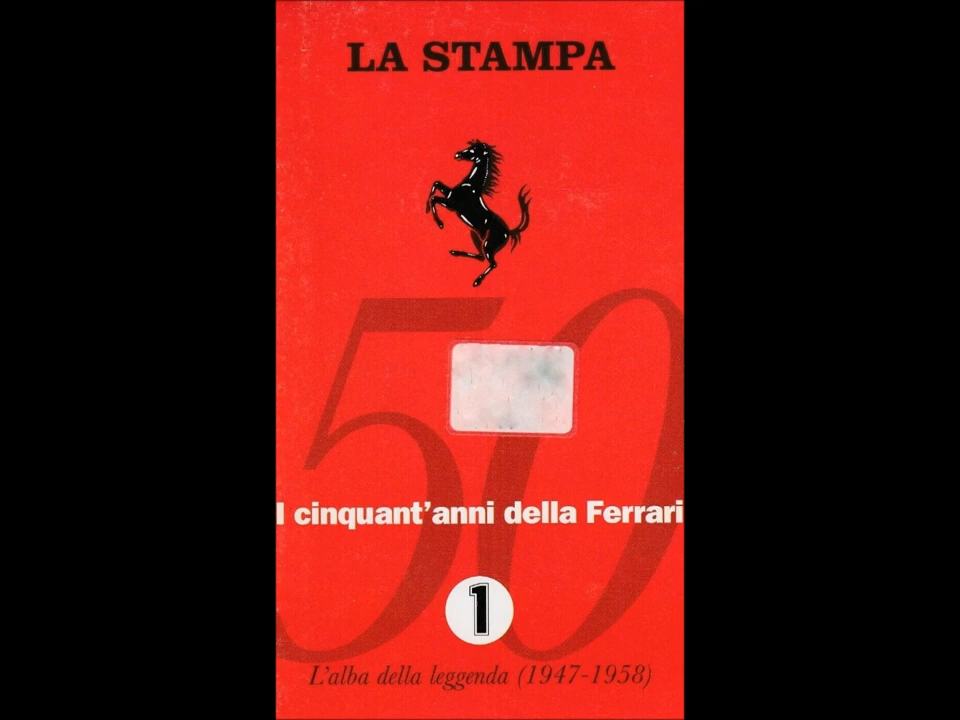 LA STAMPA
50
I cinquant'anni della Ferrari
1
L'alba della leggenda (1947-1958)